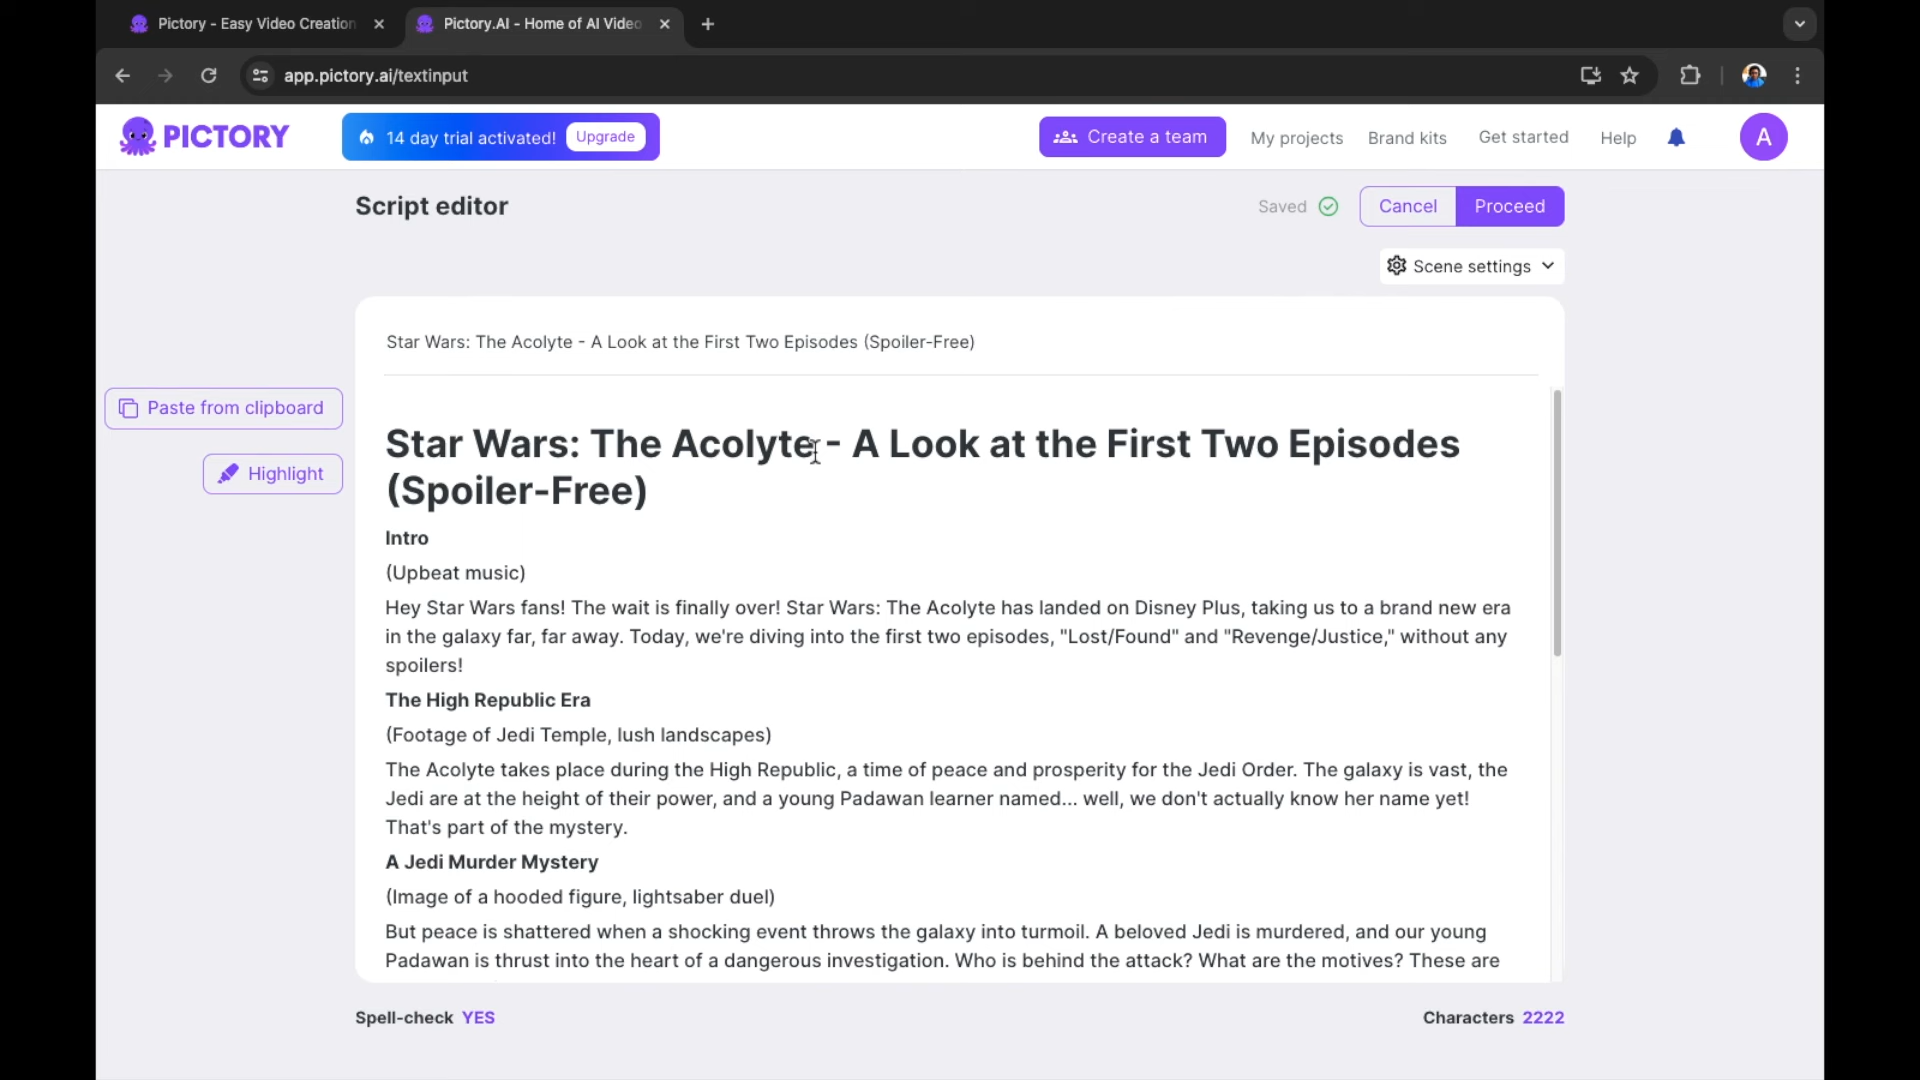 Pictory - Easy Video Creation
Pictory.AI - Home of AI Video
app.pictory.ai/textinput
PICTORY
14 day trial activated! Upgrade
Create a team
My projects
Brand kits
Get started
Help
A
Script editor
Saved
Cancel
Proceed
Scene settings
Star Wars: The Acolyte - A Look at the First Two Episodes (Spoiler-Free)
Paste from clipboard
Highlight
Star Wars: The Acolyte - A Look at the First Two Episodes
(Spoiler-Free)
Intro
(Upbeat music)
Hey Star Wars fans! The wait is finally over! Star Wars: The Acolyte has landed on Disney Plus, taking us to a brand new era
in the galaxy far, far away. Today, we're diving into the first two episodes, "Lost/Found" and "Revenge/Justice," without any
spoilers!
The High Republic Era
(Footage of Jedi Temple, lush landscapes)
The Acolyte takes place during the High Republic, a time of peace and prosperity for the Jedi Order. The galaxy is vast, the
Jedi are at the height of their power, and a young Padawan learner named... well, we don't actually know her name yet!
That's part of the mystery.
A Jedi Murder Mystery
(Image of a hooded figure, lightsaber duel)
But peace is shattered when a shocking event throws the galaxy into turmoil. A beloved Jedi is murdered, and our young
Padawan is thrust into the heart of a dangerous investigation. Who is behind the attack? What are the motives? These are
Spell-check YES
Characters 2222